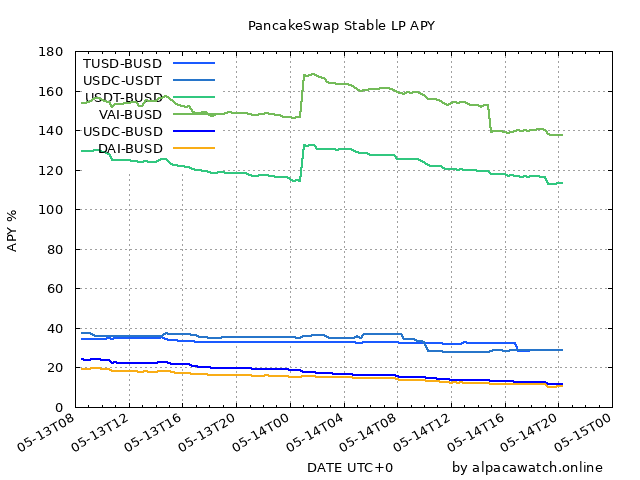 PancakeSwap Stable LP APY
TUSD-BUSD
USDC-USDT
USDT-BUSD
VAI-BUSD
USDC-BUSD
DAI-BUSD
APY %
180
160
140
120
100
80
60
40
20
0
05-13T08
05-13T12
05-13T16
05-13T20
05-14T00
05-14T04
05-14T08
05-14T12
05-14T16
05-14T20
05-15T00
DATE UTC+0
by alpacawatch.online